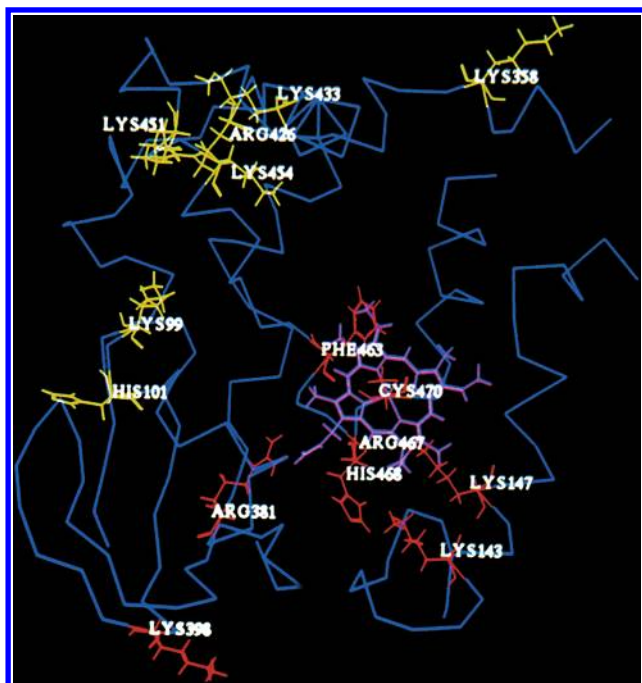 LYS358
LYS433
LYS451
ARG426
LYS454
LYS99
PHE463
HIS101
CYS470
ARG467
HIS468
LYS147
ARG381
LYS143
LYS398